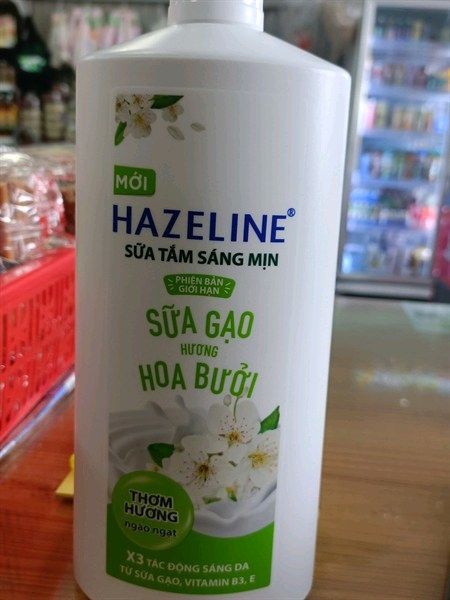 MỚI
HAZELINE®
SỮA TẮM SÁNG MỊN
PHIÊN BẢN
GIỚI HẠN
SỮA GẠO
HƯƠNG
HOA BƯỞI
THƠM
HƯƠNG
ngào ngạt
X3 TÁC ĐỘNG SÁNG DA
TỪ SỮA GẠO, VITAMIN B3, E